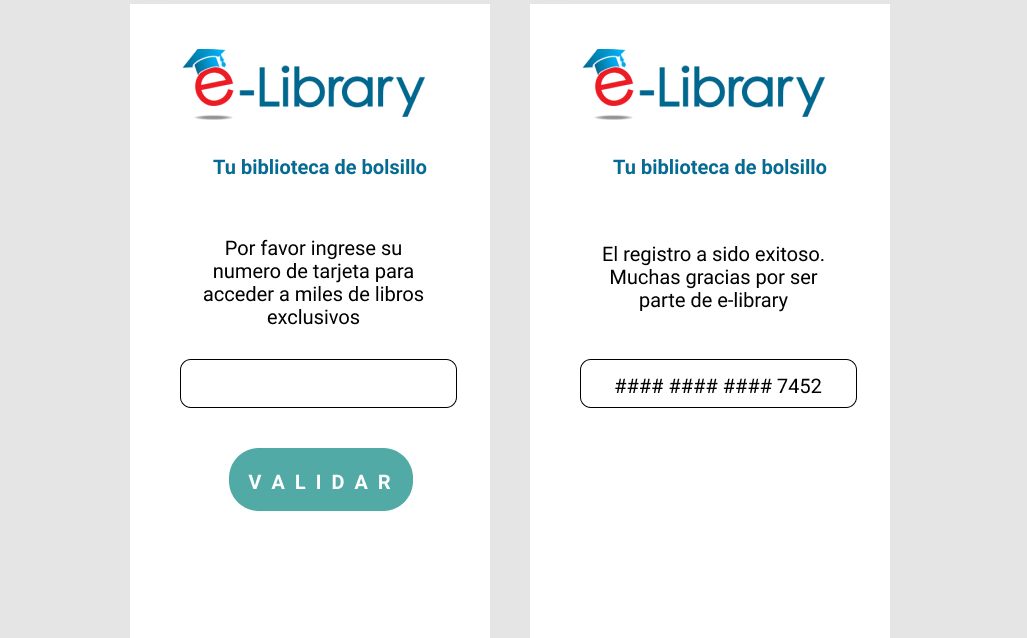 e-Library
Tu biblioteca de bolsillo
Por favor ingrese su
numero de tarjeta para
acceder a miles de libros
exclusivos
VALIDAR
e-Library
Tu biblioteca de bolsillo
El registro a sido exitoso.
Muchas gracias por ser
parte de e-library
#### #### #### 7452